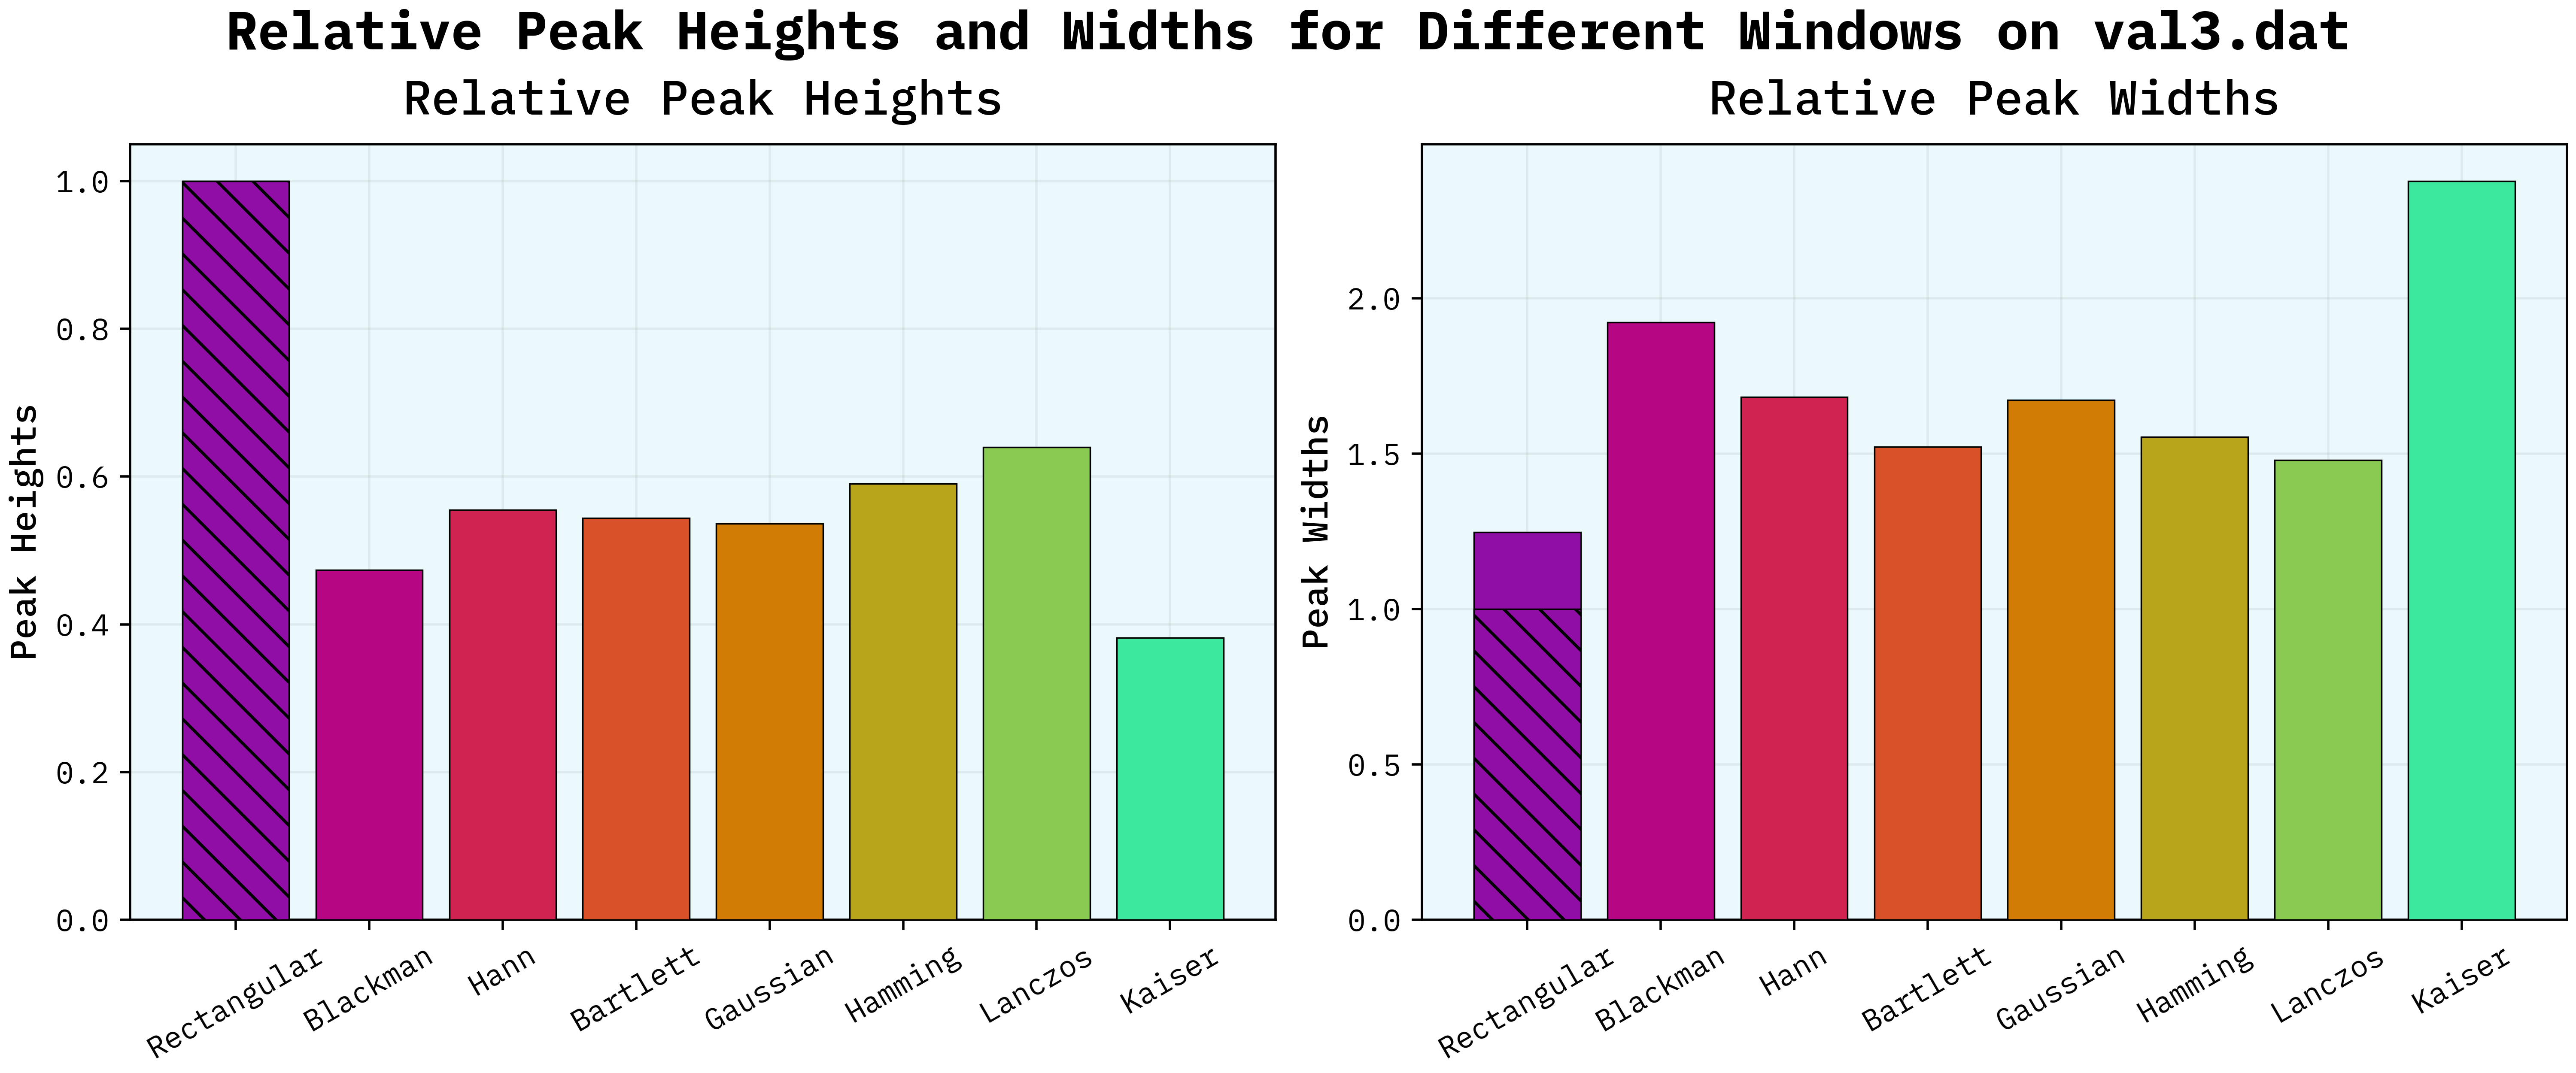 Relative Peak Heights and Widths for Different Windows on val3.dat
Relative Peak Heights
Peak Heights
1.0
0.8
0.6
0.4
0.2
0.0
Rectangular
Blackman
Hann
Bartlett
Gaussian
Hamming
Lanczos
Kaiser
Relative Peak Widths
Peak Widths
2.0
1.5
1.0
0.5
0.0
Rectangular
Blackman
Hann
Bartlett
Gaussian
Hamming
Lanczos
Kaiser